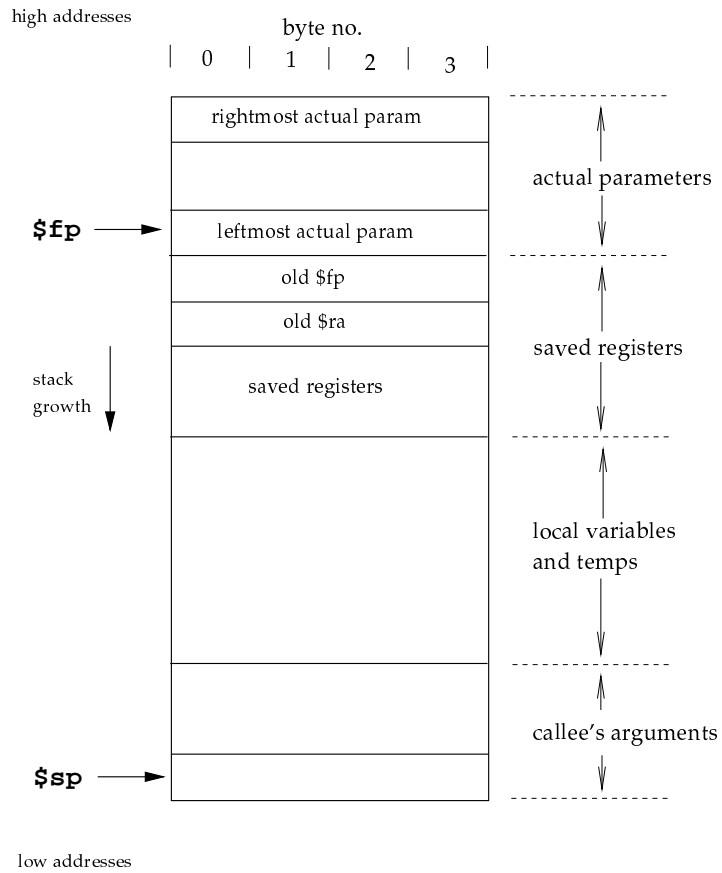 high addresses
byte no.
0 1 2 3
rightmost actual param
actual parameters
$fp
leftmost actual param
old $fp
old $ra
saved registers
stack
growth
saved registers
local variables
and temps
callee's arguments
$sp
low addresses